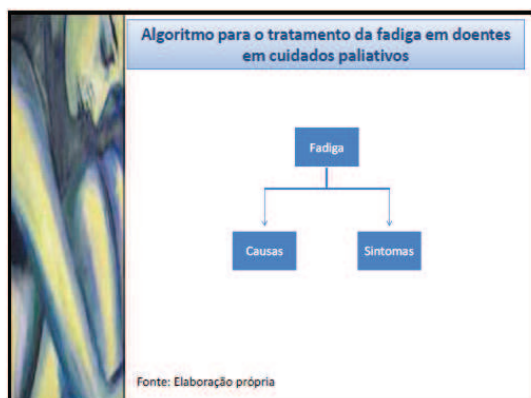 Algoritmo para o tratamento da fadiga em doentes
em cuidados paliativos
Fadiga
Causas Sintomas
Fonte: Elaboração própria